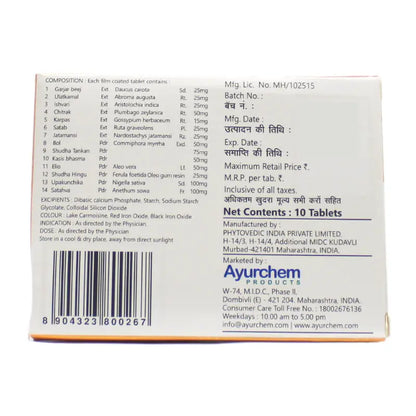 COMPOSITION : Each film coated tablet contains :
1 Garjar beej Ext Daucus carota Sd. 25mg
2 Ulatkamal Ext Abroma augusta Rt. 25mg
3 Ishvari Ext Aristolochia indica Rt. 25mg
4 Chitrak Ext Plumbago zeylanica Rt. 50mg
5 Karpas Ext Gossypium herbaceum Rt. 15mg
6 Satab Ext Ruta graveolens Pl. 25mg
7 Jatamansi Ext Nardostachys jatamansi Rt. 25mg
8 Bol Pdr Commiphora myrrha Exd. 50mg
9 Shudha Tankan Pdr 75mg
10 Kasis bhasma Pdr 50mg
11 Elio Pdr Aloe vera Lf. 50mg
12 Shudha Hingu Pdr Ferula foetida Oleo gum resin 25mg
13 Upakunchika Pdr Nigella sativa Sd. 100mg
14 Satahva Pdr Anethum sowa Fr. 100mg
EXCIPIENTS : Dibasic calcium Phosphate, Starch, Sodium Starch
Glycolate, Colloidal Silicon Dioxide
COLOUR : Lake Carmoisine, Red Iron Oxide, Black Iron Oxide
INDICATION : As directed by the Physician
DOSE : As directed by the Physician
Store in a cool & dry place, away from direct sunlight
8 904323 800267
Mfg. Lic. No. MH/102515
Batch No. :
बैच नं. :
Mfg. Date :
उत्पादन की तिथि :
Exp. Date :
समाप्ति की तिथि :
Maximum Retail Price ₹.
M.R.P. per tab. ₹.
Inclusive of all taxes.
अधिकतम खुदरा मूल्य सभी करों सहित
Net Contents : 10 Tablets
Manufactured by :
PHYTOVEDIC INDIA PRIVATE LIMITED.
H-14/3, H-14/4, Additional MIDC KUDAVLI
Murbad-421401 Maharashtra, INDIA.
Marketed by :
Ayurchem
PRODUCTS
W-74, M.I.D.C., Phase II,
Dombivli (E) - 421 204. Maharashtra, INDIA.
Consumer Care Toll Free No. : 18002676136
Weekdays : 10.00 am to 5.00 pm
info@ayurchem.com / www.ayurchem.com